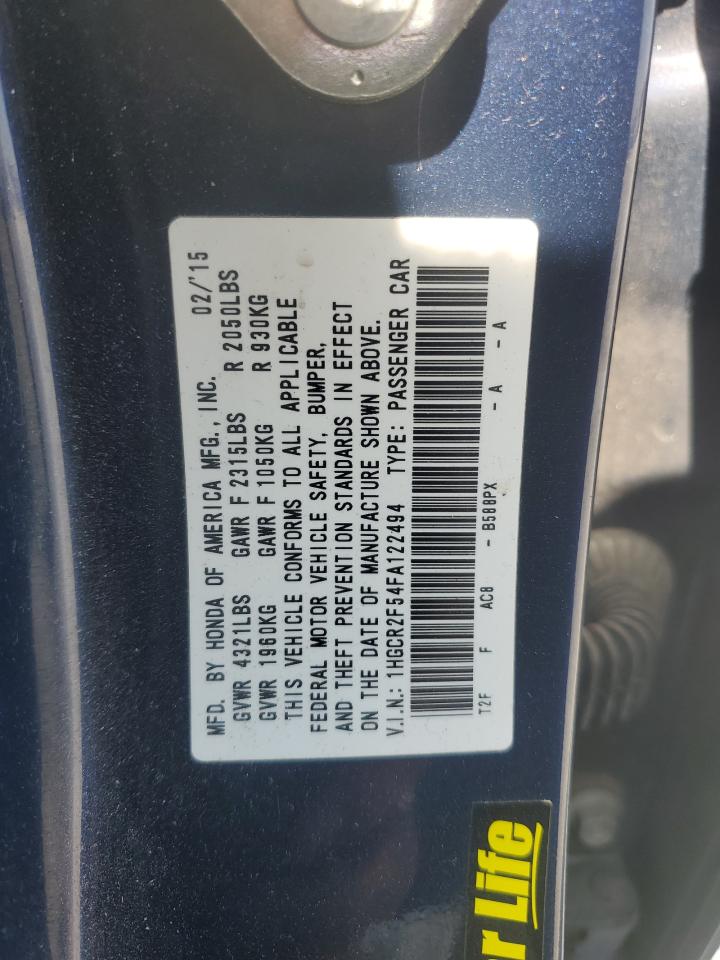 MFD. BY HONDA OF AMERICA MFG., INC. 02/'15
GVWR 4321LBS GAWR F 2315LBS R 2050LBS
GVWR 1960KG GAWR F 1050KG R 930KG
THIS VEHICLE CONFORMS TO ALL APPLICABLE
FEDERAL MOTOR VEHICLE SAFETY, BUMPER,
AND THEFT PREVENTION STANDARDS IN EFFECT
ON THE DATE OF MANUFACTURE SHOWN ABOVE.
V.I.N.: 1HGCR2F54FA122494 TYPE: PASSENGER CAR
T2F F AC8 - B588PX - A - A
r Life